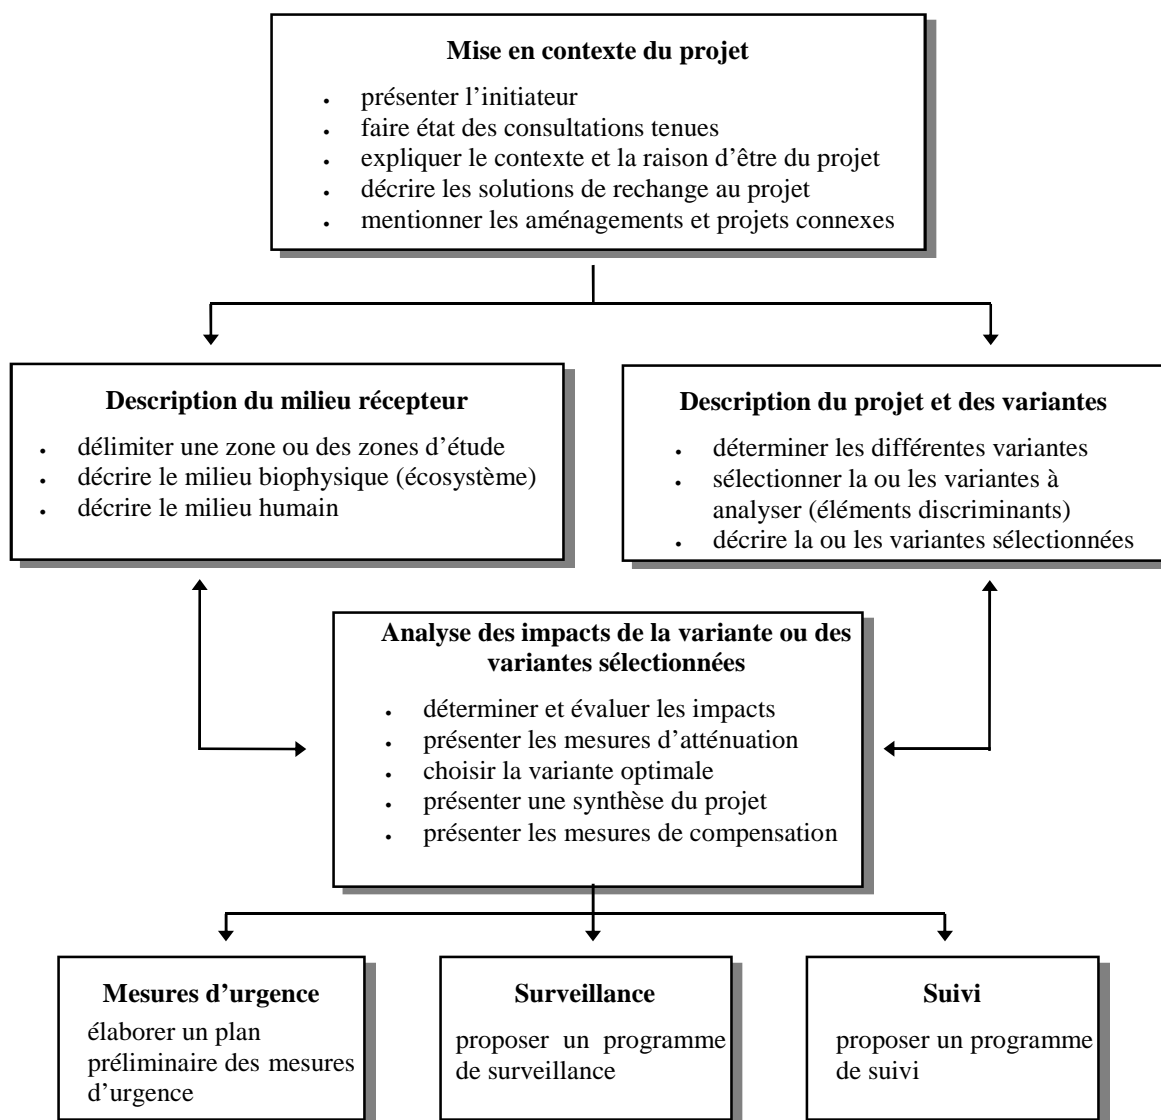 Mise en contexte du projet
• présenter l’initiateur
• faire état des consultations tenues
• expliquer le contexte et la raison d’être du projet
• décrire les solutions de rechange au projet
• mentionner les aménagements et projets connexes
Description du milieu récepteur
• délimiter une zone ou des zones d’étude
• décrire le milieu biophysique (écosystème)
• décrire le milieu humain
Description du projet et des variantes
• déterminer les différentes variantes
• sélectionner la ou les variantes à
analyser (éléments discriminants)
• décrire la ou les variantes sélectionnées
Analyse des impacts de la variante ou des
variantes sélectionnées
• déterminer et évaluer les impacts
• présenter les mesures d’atténuation
• choisir la variante optimale
• présenter une synthèse du projet
• présenter les mesures de compensation
Mesures d’urgence
élaborer un plan
préliminaire des mesures
d’urgence
Surveillance
proposer un programme
de surveillance
Suivi
proposer un programme
de suivi